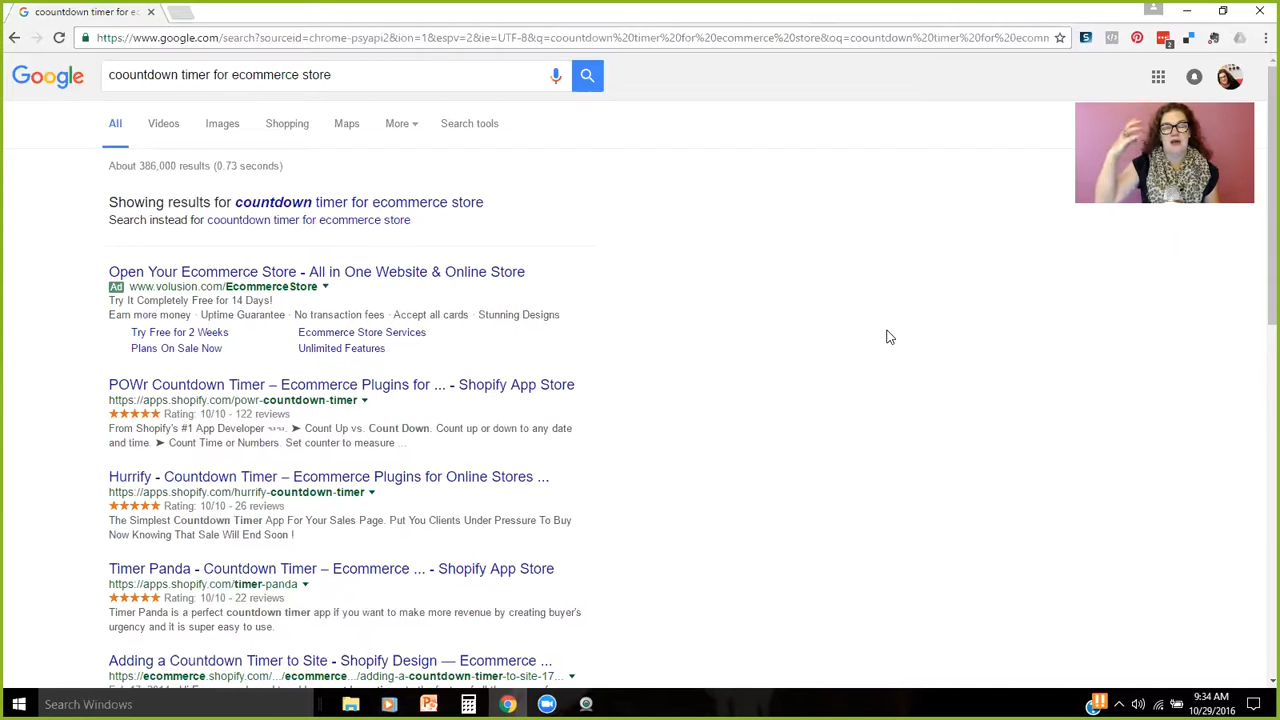 coountdown timer for ec
https://www.google.com/search?sourceid=chrome-psyapi2&ion=1&espv=2&ie=UTF-8&q=coountdown%20timer%20for%20ecommerce%20store&oq=coountdown%20timer%20for%20ecomm
2
Google
coountdown timer for ecommerce store
All Videos Images Shopping Maps More Search tools
About 386,000 results (0.73 seconds)
Showing results for countdown timer for ecommerce store
Search instead for coountdown timer for ecommerce store
Open Your Ecommerce Store - All in One Website & Online Store
Ad www.volusion.com/EcommerceStore
Try It Completely Free for 14 Days!
Earn more money · Uptime Guarantee · No transaction fees · Accept all cards · Stunning Designs
Try Free for 2 Weeks Ecommerce Store Services
Plans On Sale Now Unlimited Features
POWr Countdown Timer – Ecommerce Plugins for ... - Shopify App Store
https://apps.shopify.com/powr-countdown-timer
Rating: 10/10 - 122 reviews
From Shopify's #1 App Developer . ➤ Count Up vs. Count Down. Count up or down to any date
and time. ➤ Count Time or Numbers. Set counter to measure ...
Hurrify - Countdown Timer – Ecommerce Plugins for Online Stores ...
https://apps.shopify.com/hurrify-countdown-timer
Rating: 10/10 - 26 reviews
The Simplest Countdown Timer App For Your Sales Page. Put You Clients Under Pressure To Buy
Now Knowing That Sale Will End Soon !
Timer Panda - Countdown Timer – Ecommerce ... - Shopify App Store
https://apps.shopify.com/timer-panda
Rating: 10/10 - 22 reviews
Timer Panda is a perfect countdown timer app if you want to make more revenue by creating buyer's
urgency and it is super easy to use.
Adding a Countdown Timer to Site - Shopify Design — Ecommerce ...
https://ecommerce.shopify.com/.../ecommerce.../adding-a-countdown-timer-to-site-17...
Search Windows
9:34 AM
10/29/2016